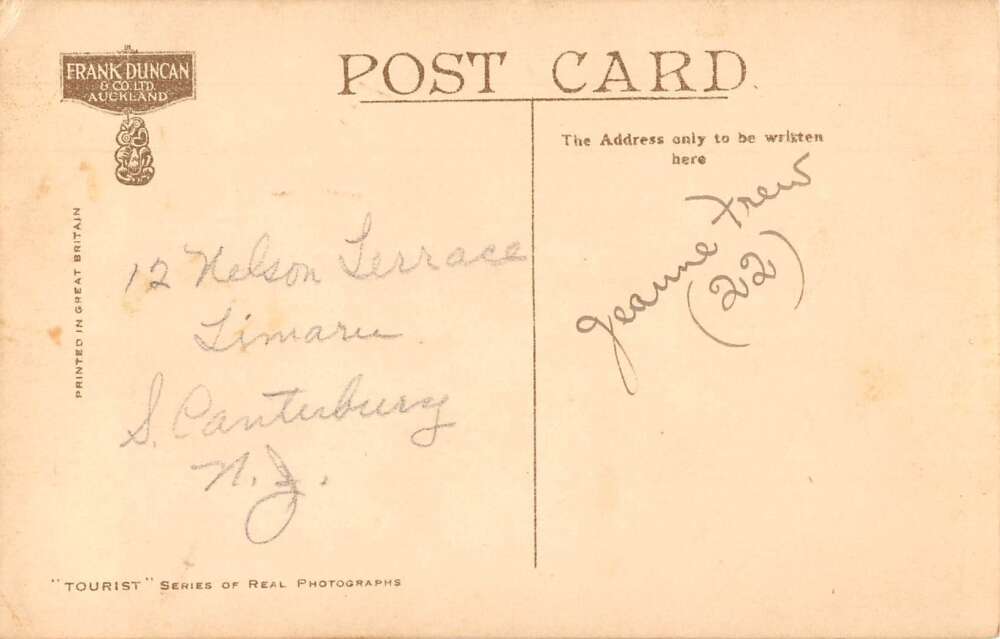 FRANK DUNCAN
& CO. LTD.
AUCKLAND
POST CARD
The Address only to be written
here
PRINTED IN GREAT BRITAIN
12 Nelson Terrace
Timaru
S. Canterbury
N.Z.
Jeanne Frew
(22)
"TOURIST" SERIES OF REAL PHOTOGRAPHS